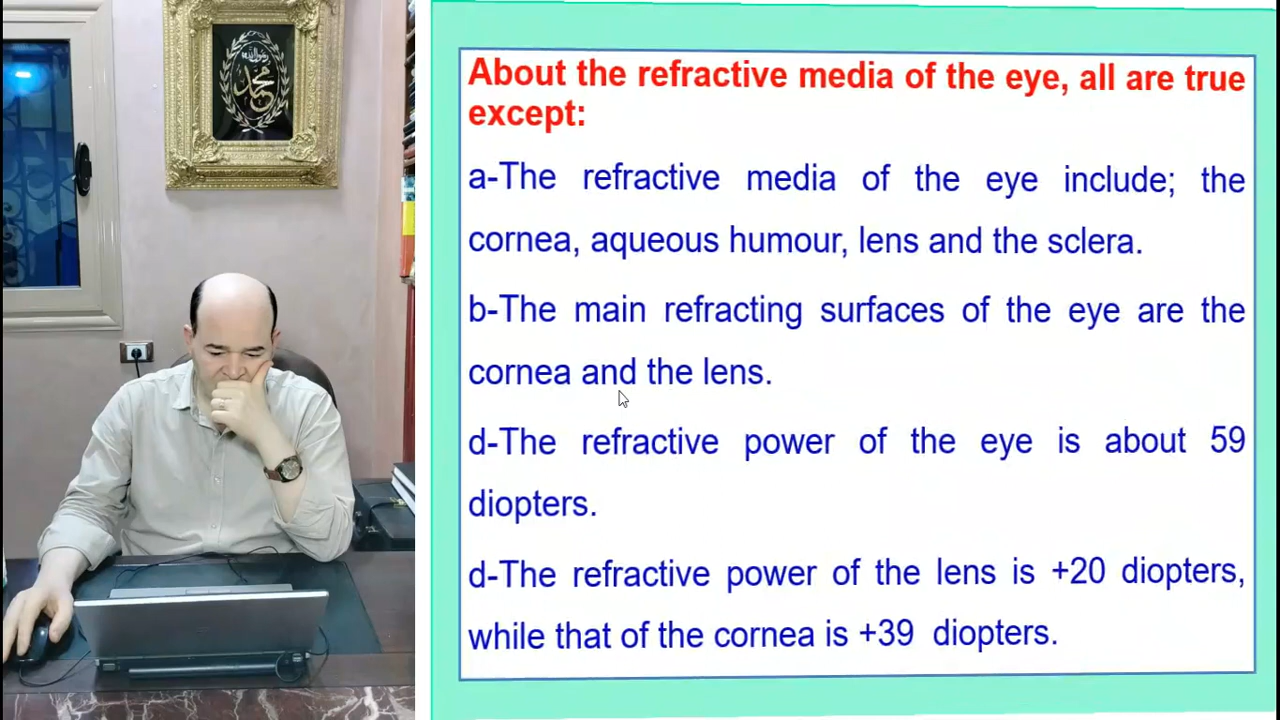 رسول الله
محمد
About the refractive media of the eye, all are true
except:
a-The refractive media of the eye include; the
cornea, aqueous humour, lens and the sclera.
b-The main refracting surfaces of the eye are the
cornea and the lens.
d-The refractive power of the eye is about 59
diopters.
d-The refractive power of the lens is +20 diopters,
while that of the cornea is +39 diopters.